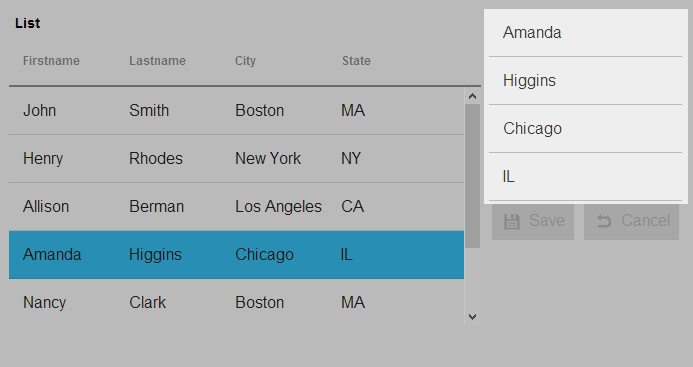 List
Firstname Lastname City State
John Smith Boston MA
Henry Rhodes New York NY
Allison Berman Los Angeles CA
Amanda Higgins Chicago IL
Nancy Clark Boston MA
Amanda
Higgins
Chicago
IL
Save Cancel